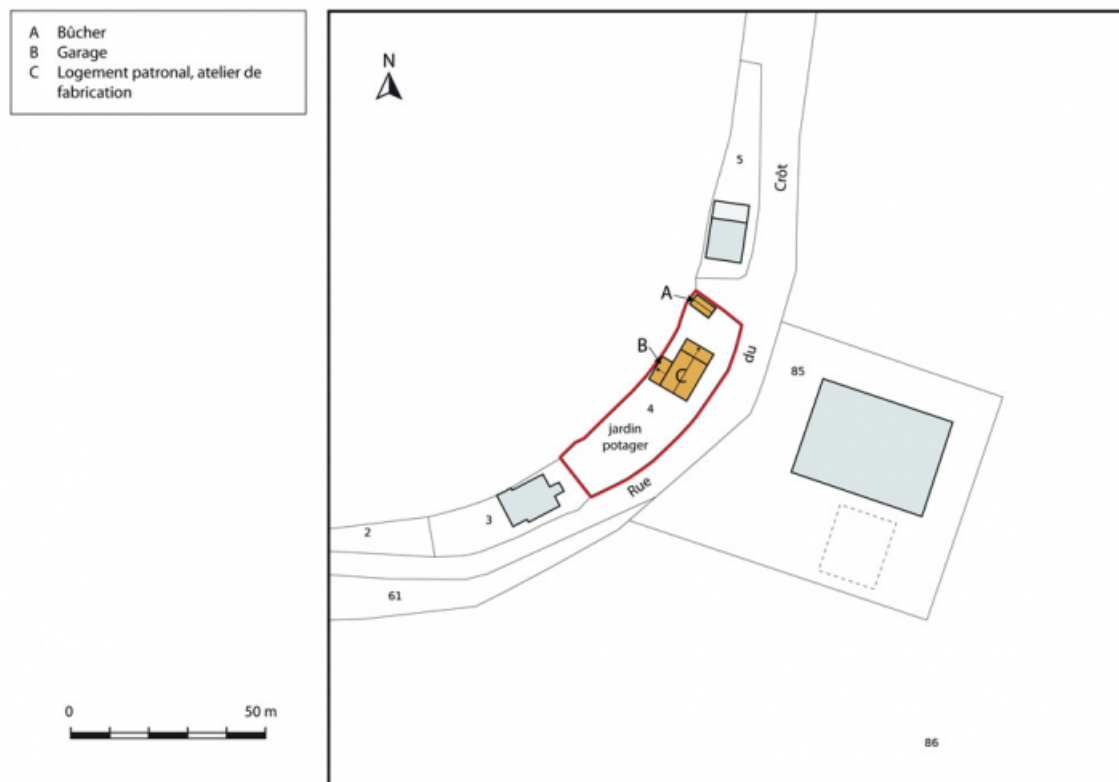 A Bûcher
B Garage
C Logement patronal, atelier de
fabrication
N
5
Crôt
A
du
B
C
85
4
jardin
potager
Rue
3
2
61
0 50 m
86